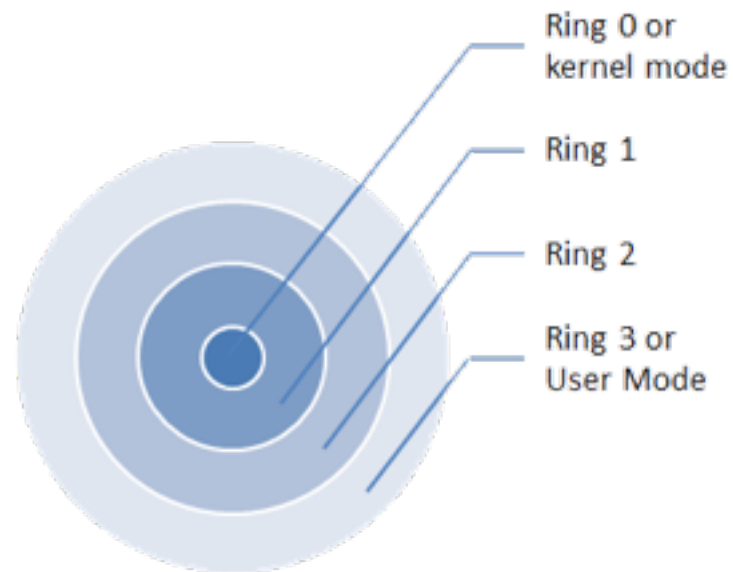 Ring 0 or
kernel mode
Ring 1
Ring 2
Ring 3 or
User Mode